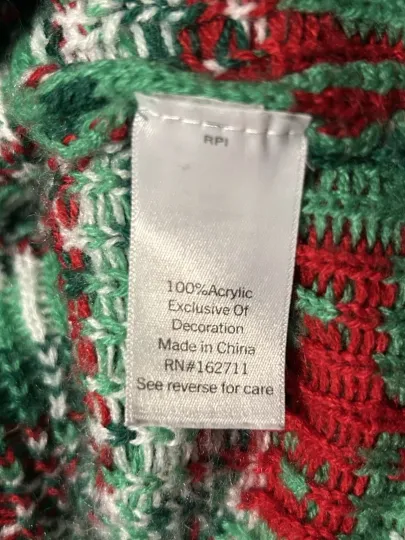 RPI
100%Acrylic
Exclusive Of
Decoration
Made in China
RN#162711
See reverse for care